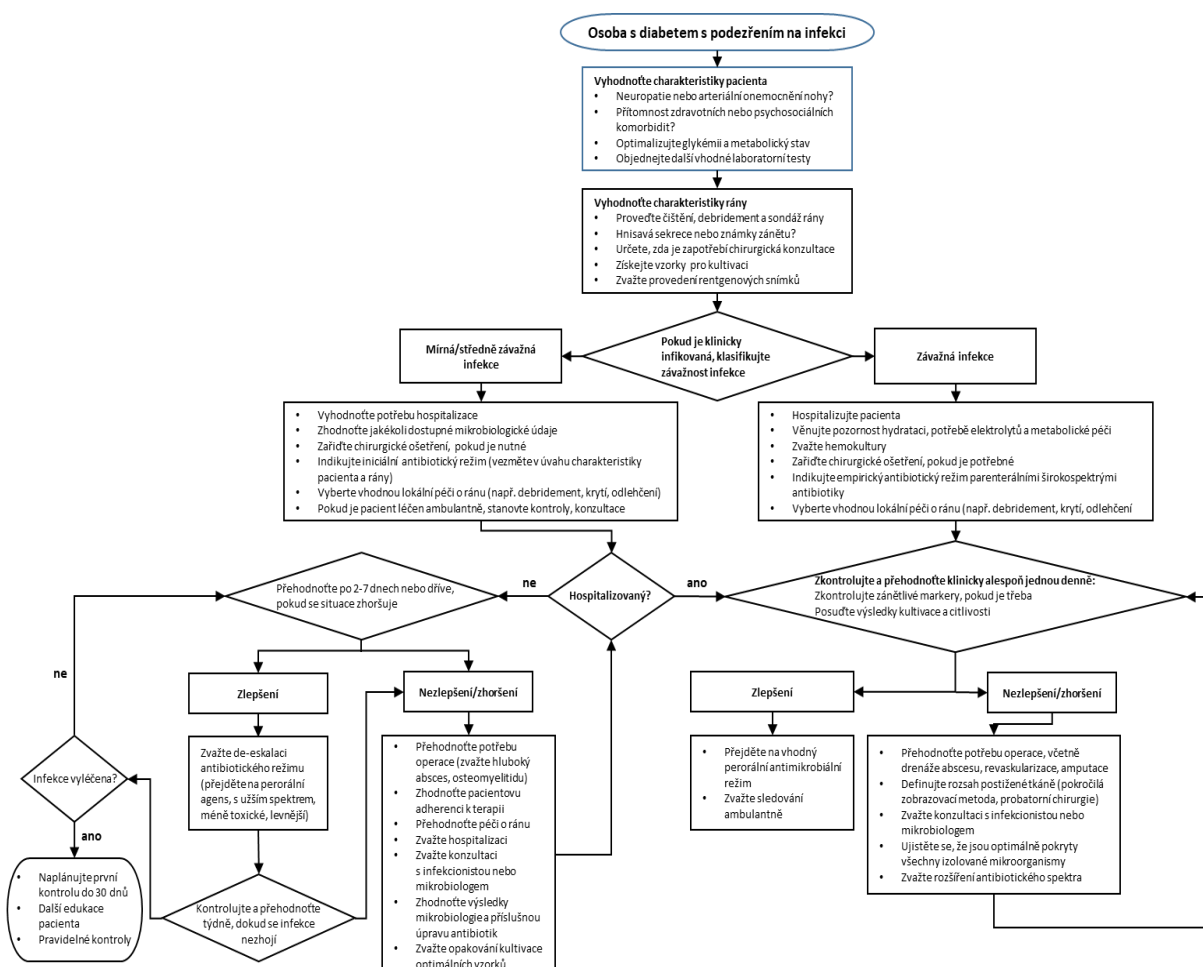 Osoba s diabetem s podezřením na infekci
Vyhodnoťte charakteristiky pacienta
• Neuropatie nebo arteriální onemocnění nohy?
• Přítomnost zdravotních nebo psychosociálních
komorbidit?
• Optimalizujte glykémii a metabolický stav
• Objednejte další vhodné laboratorní testy
Vyhodnoťte charakteristiky rány
• Proveďte čištění, debridement a sondáž rány
• Hnisavá sekrece nebo známky zánětu?
• Určete, zda je zapotřebí chirurgická konzultace
• Získejte vzorky pro kultivaci
• Zvažte provedení rentgenových snímků
Pokud je klinicky
infikovaná, klasifikujte
závažnost infekce
Mírná/středně závažná
infekce
Závažná infekce
• Vyhodnoťte potřebu hospitalizace
• Zhodnoťte jakékoli dostupné mikrobiologické údaje
• Zařiďte chirurgické ošetření, pokud je nutné
• Indikujte iniciální antibiotický režim (vezměte v úvahu charakteristiky
pacienta a rány)
• Vyberte vhodnou lokální péči o ránu (např. debridement, krytí, odlehčení)
• Pokud je pacient léčen ambulantně, stanovte kontroly, konzultace
• Hospitalizujte pacienta
• Věnujte pozornost hydrataci, potřebě elektrolytů a metabolické péči
• Zvažte hemokultury
• Zařiďte chirurgické ošetření, pokud je potřebné
• Indikujte empirický antibiotický režim parenterálními širokospektrými
antibiotiky
• Vyberte vhodnou lokální péči o ránu (např. debridement, krytí, odlehčení
Přehodnoťte po 2-7 dnech nebo dříve,
pokud se situace zhoršuje
ne
Hospitalizovaný?
ano
Zkontrolujte a přehodnoťte klinicky alespoň jednou denně:
Zkontrolujte zánětlivé markery, pokud je třeba
Posuďte výsledky kultivace a citlivosti
ne
Zlepšení
Nezlepšení/zhoršení
Zlepšení
Nezlepšení/zhoršení
Infekce vyléčena?
ano
• Naplánujte první
kontrolu do 30 dnů
• Další edukace
pacienta
• Pravidelné kontroly
Zvažte de-eskalaci
antibiotického režimu
(přejděte na perorální
agens, s užším spektrem,
méně toxické, levnější)
Kontrolujte a přehodnoťte
týdně, dokud se infekce
nezhojí
• Přehodnoťte potřebu
operace (zvažte hluboký
absces, osteomyelitidu)
• Zhodnoťte pacientovu
adherenci k terapii
• Přehodnoťte péči o ránu
• Zvažte hospitalizaci
• Zvažte konzultaci
s infekcionistou nebo
mikrobiologem
• Zhodnoťte výsledky
mikrobiologie a příslušnou
úpravu antibiotik
• Zvažte opakování kultivace
optimálních vzorků
• Přejděte na vhodný
perorální antimikrobiální
režim
• Zvažte sledování
ambulantně
• Přehodnoťte potřebu operace, včetně
drenáže abscesu, revaskularizace, amputace
• Definujte rozsah postižené tkáně (pokročilá
zobrazovací metoda, probatorní chirurgie)
• Zvažte konzultaci s infekcionistou nebo
mikrobiologem
• Ujistěte se, že jsou optimálně pokryty
všechny izolované mikroorganismy
• Zvažte rozšíření antibiotického spektra